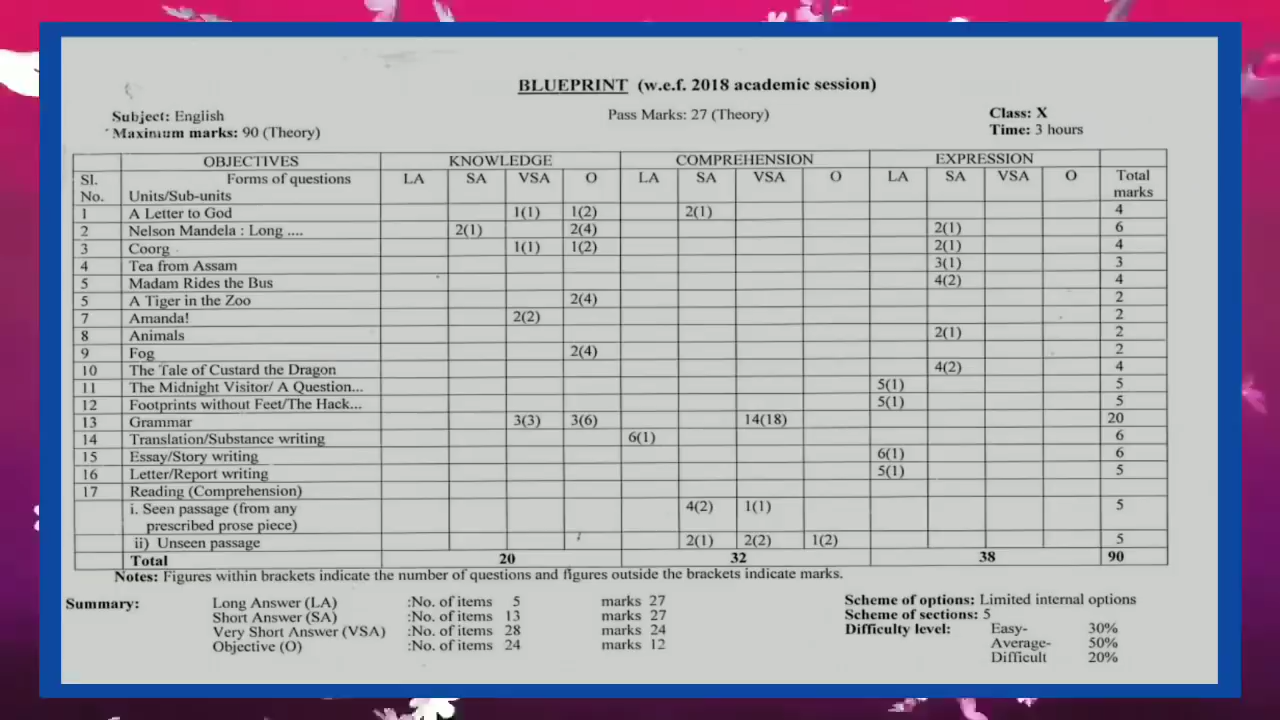 BLUEPRINT (w.e.f. 2018 academic session)
Subject: English Pass Marks: 27 (Theory) Class: X
Maximum marks: 90 (Theory) Time: 3 hours
OBJECTIVES KNOWLEDGE COMPREHENSION EXPRESSION
Sl. No. Forms of questions Units/Sub-units LA SA VSA O LA SA VSA O LA SA VSA O Total marks
1 A Letter to God 1(1) 1(2) 2(1) 4
2 Nelson Mandela : Long .... 2(1) 2(4) 2(1) 6
3 Coorg 1(1) 1(2) 2(1) 4
4 Tea from Assam 3(1) 3
5 Madam Rides the Bus 4(2) 4
5 A Tiger in the Zoo 2(4) 2
7 Amanda! 2(2) 2
8 Animals 2(1) 2
9 Fog 2(4) 2
10 The Tale of Custard the Dragon 4(2) 4
11 The Midnight Visitor/ A Question... 5(1) 5
12 Footprints without Feet/The Hack... 5(1) 5
13 Grammar 3(3) 3(6) 14(18) 20
14 Translation/Substance writing 6(1) 6
15 Essay/Story writing 6(1) 6
16 Letter/Report writing 5(1) 5
17 Reading (Comprehension)
i. Seen passage (from any 4(2) 1(1) 5
prescribed prose piece)
ii) Unseen passage 2(1) 2(2) 1(2) 5
Total 20 32 38 90
Notes: Figures within brackets indicate the number of questions and figures outside the brackets indicate marks.
Summary: Long Answer (LA) :No. of items 5 marks 27 Scheme of options: Limited internal options
Short Answer (SA) :No. of items 13 marks 27 Scheme of sections: 5
Very Short Answer (VSA) :No. of items 28 marks 24 Difficulty level: Easy- 30%
Objective (O) :No. of items 24 marks 12 Average- 50%
Difficult 20%